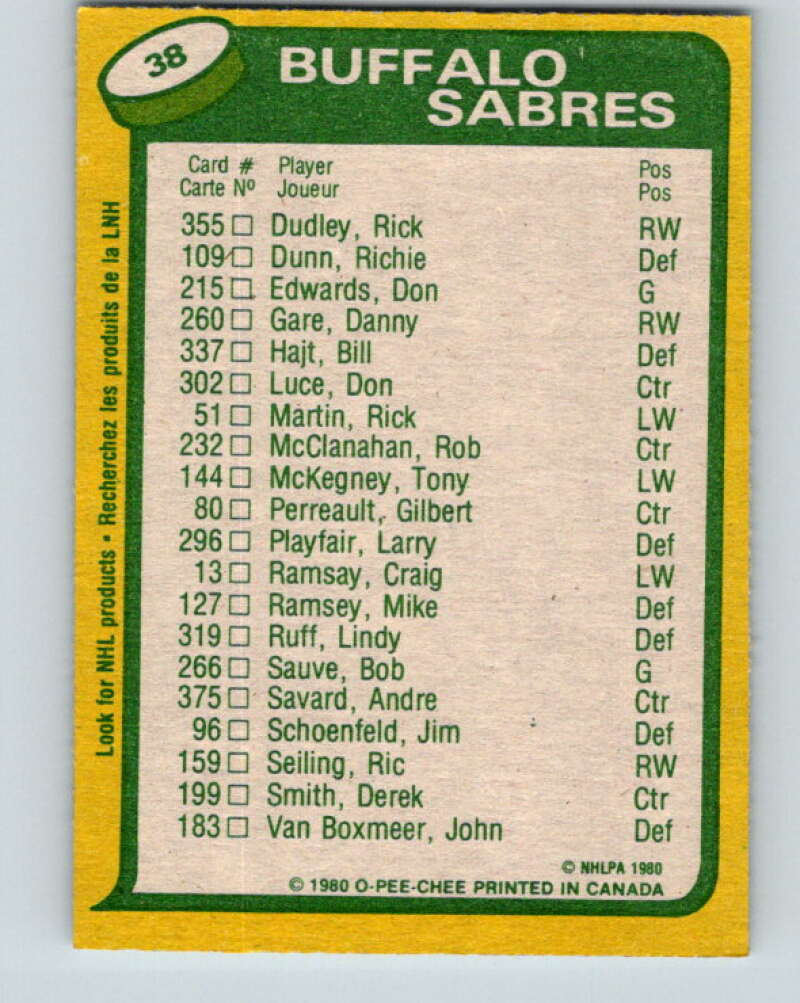 38
BUFFALO
SABRES
Card # Player Pos
Carte Nº Joueur Pos
355 □ Dudley, Rick RW
109 □ Dunn, Richie Def
215 □ Edwards, Don G
260 □ Gare, Danny RW
337 □ Hajt, Bill Def
302 □ Luce, Don Ctr
51 □ Martin, Rick LW
232 □ McClanahan, Rob Ctr
144 □ McKegney, Tony LW
80 □ Perreault, Gilbert Ctr
296 □ Playfair, Larry Def
13 □ Ramsay, Craig LW
127 □ Ramsey, Mike Def
319 □ Ruff, Lindy Def
266 □ Sauve, Bob G
375 □ Savard, Andre Ctr
96 □ Schoenfeld, Jim Def
159 □ Seiling, Ric RW
199 □ Smith, Derek Ctr
183 □ Van Boxmeer, John Def
© NHLPA 1980
© 1980 O-PEE-CHEE PRINTED IN CANADA
Look for NHL products • Recherchez les produits de la LNH